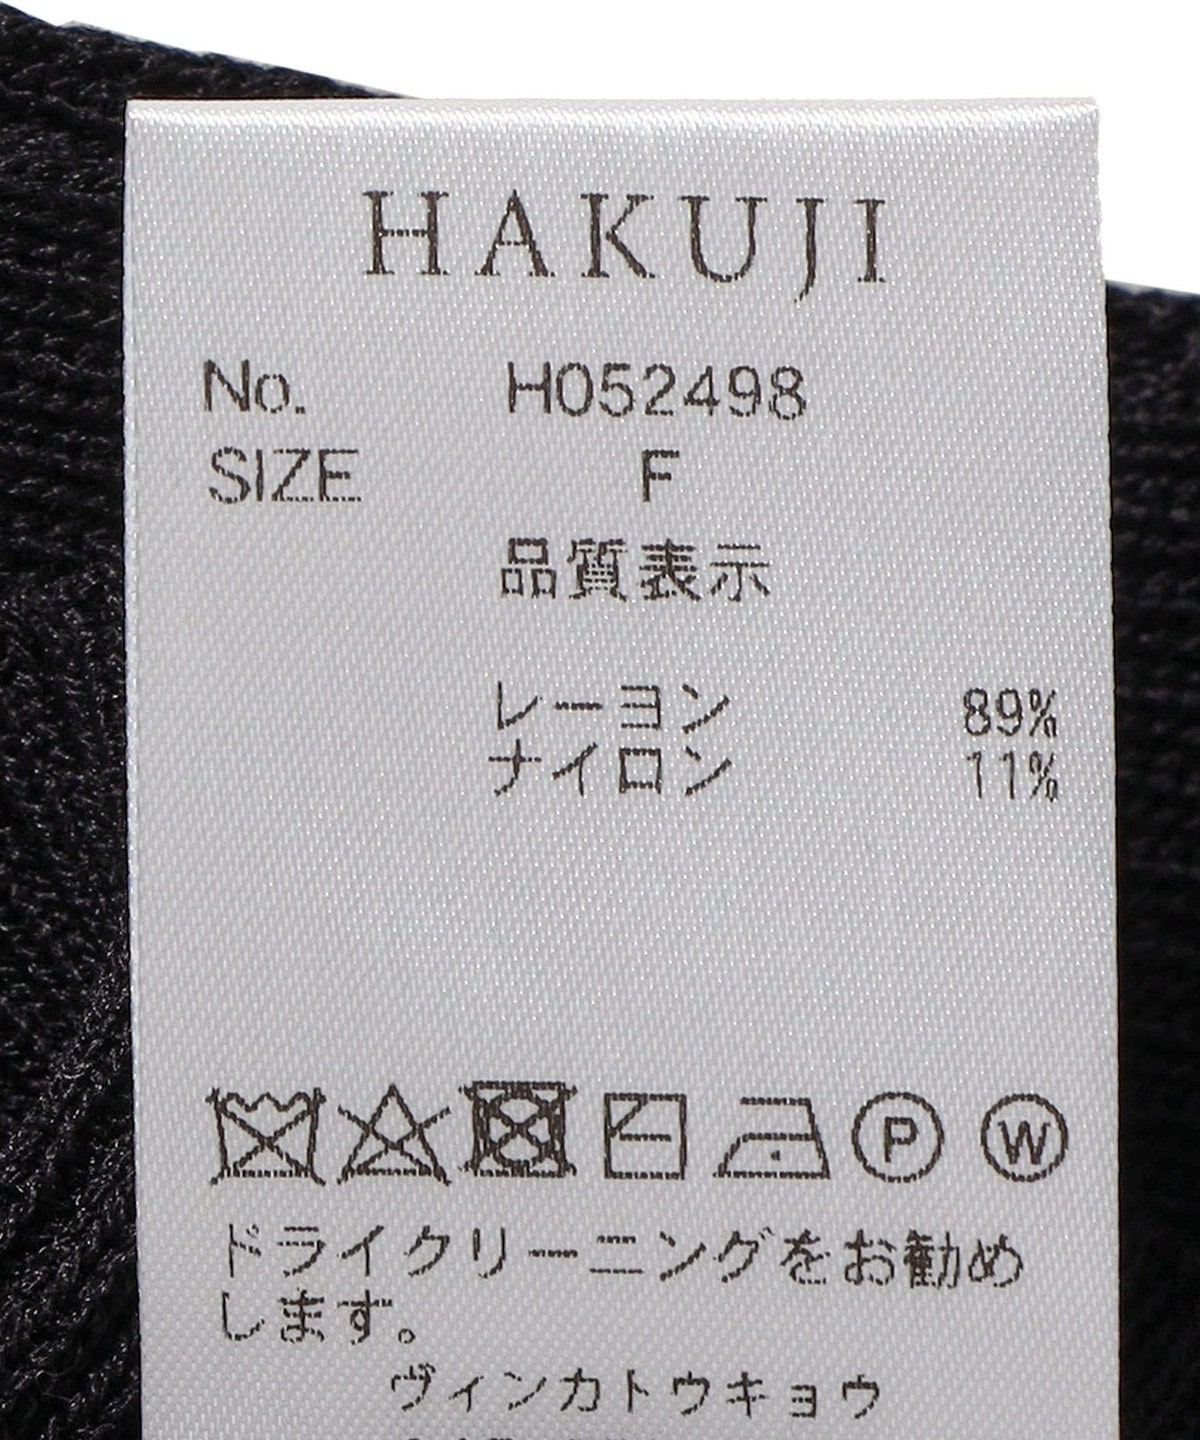 HAKUJI
No. H052498
SIZE F
品質表示
レーヨン 89%
ナイロン 11%
P W
ドライクリーニングをお勧め
します。
ヴィンカトウキョウ